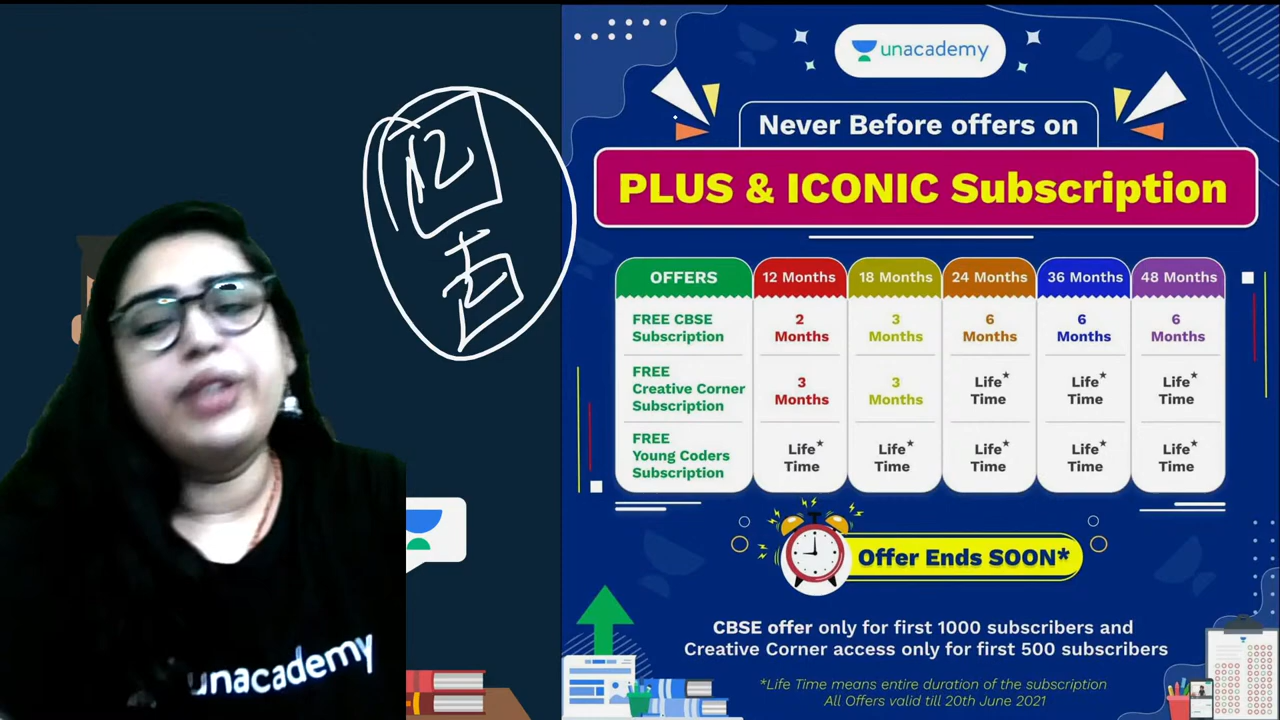 unacademy
Never Before offers on
PLUS & ICONIC Subscription
OFFERS 12 Months 18 Months 24 Months 36 Months 48 Months
FREE CBSE Subscription 2 Months 3 Months 6 Months 6 Months 6 Months
FREE Creative Corner Subscription 3 Months 3 Months Life* Time Life* Time Life* Time
FREE Young Coders Subscription Life* Time Life* Time Life* Time Life* Time Life* Time
Offer Ends SOON*
CBSE offer only for first 1000 subscribers and
Creative Corner access only for first 500 subscribers
*Life Time means entire duration of the subscription
All Offers valid till 20th June 2021
12
unacademy